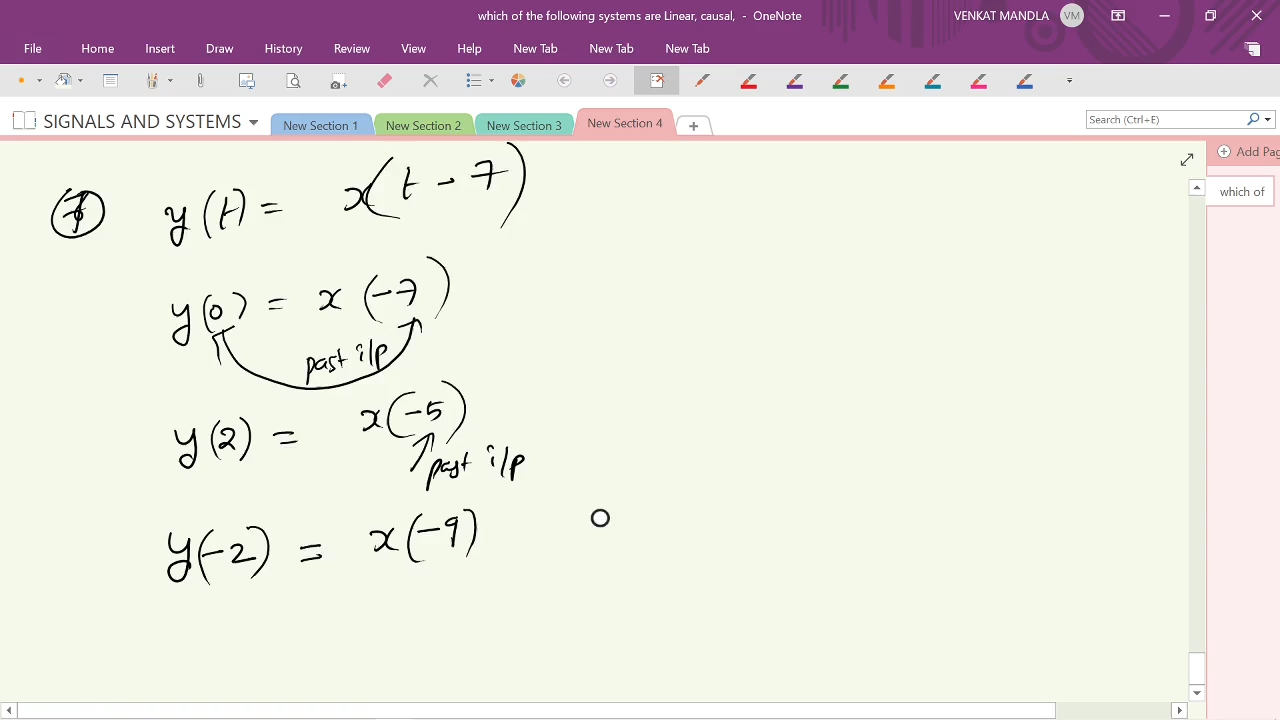 which of the following systems are Linear, causal, - OneNote
VENKAT MANDLA VM
File Home Insert Draw History Review View Help New Tab New Tab New Tab
SIGNALS AND SYSTEMS New Section 1 New Section 2 New Section 3 New Section 4 +
Search (Ctrl+E)
Add Pag
which of
y(t) = x(t - 7)
y(0) = x(-7)
past i/p
y(2) = x(-5)
past i/p
y(-2) = x(-9)